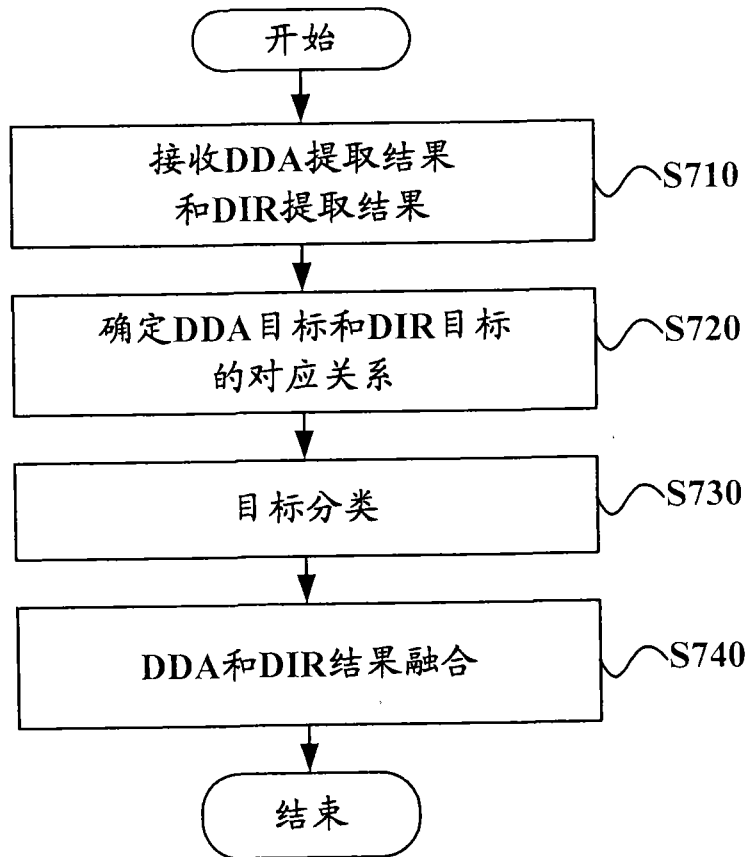 开始
接收DDA提取结果
和DIR提取结果
S710
确定DDA目标和DIR目标
的对应关系
S720
目标分类
S730
DDA和DIR结果融合
S740
结束